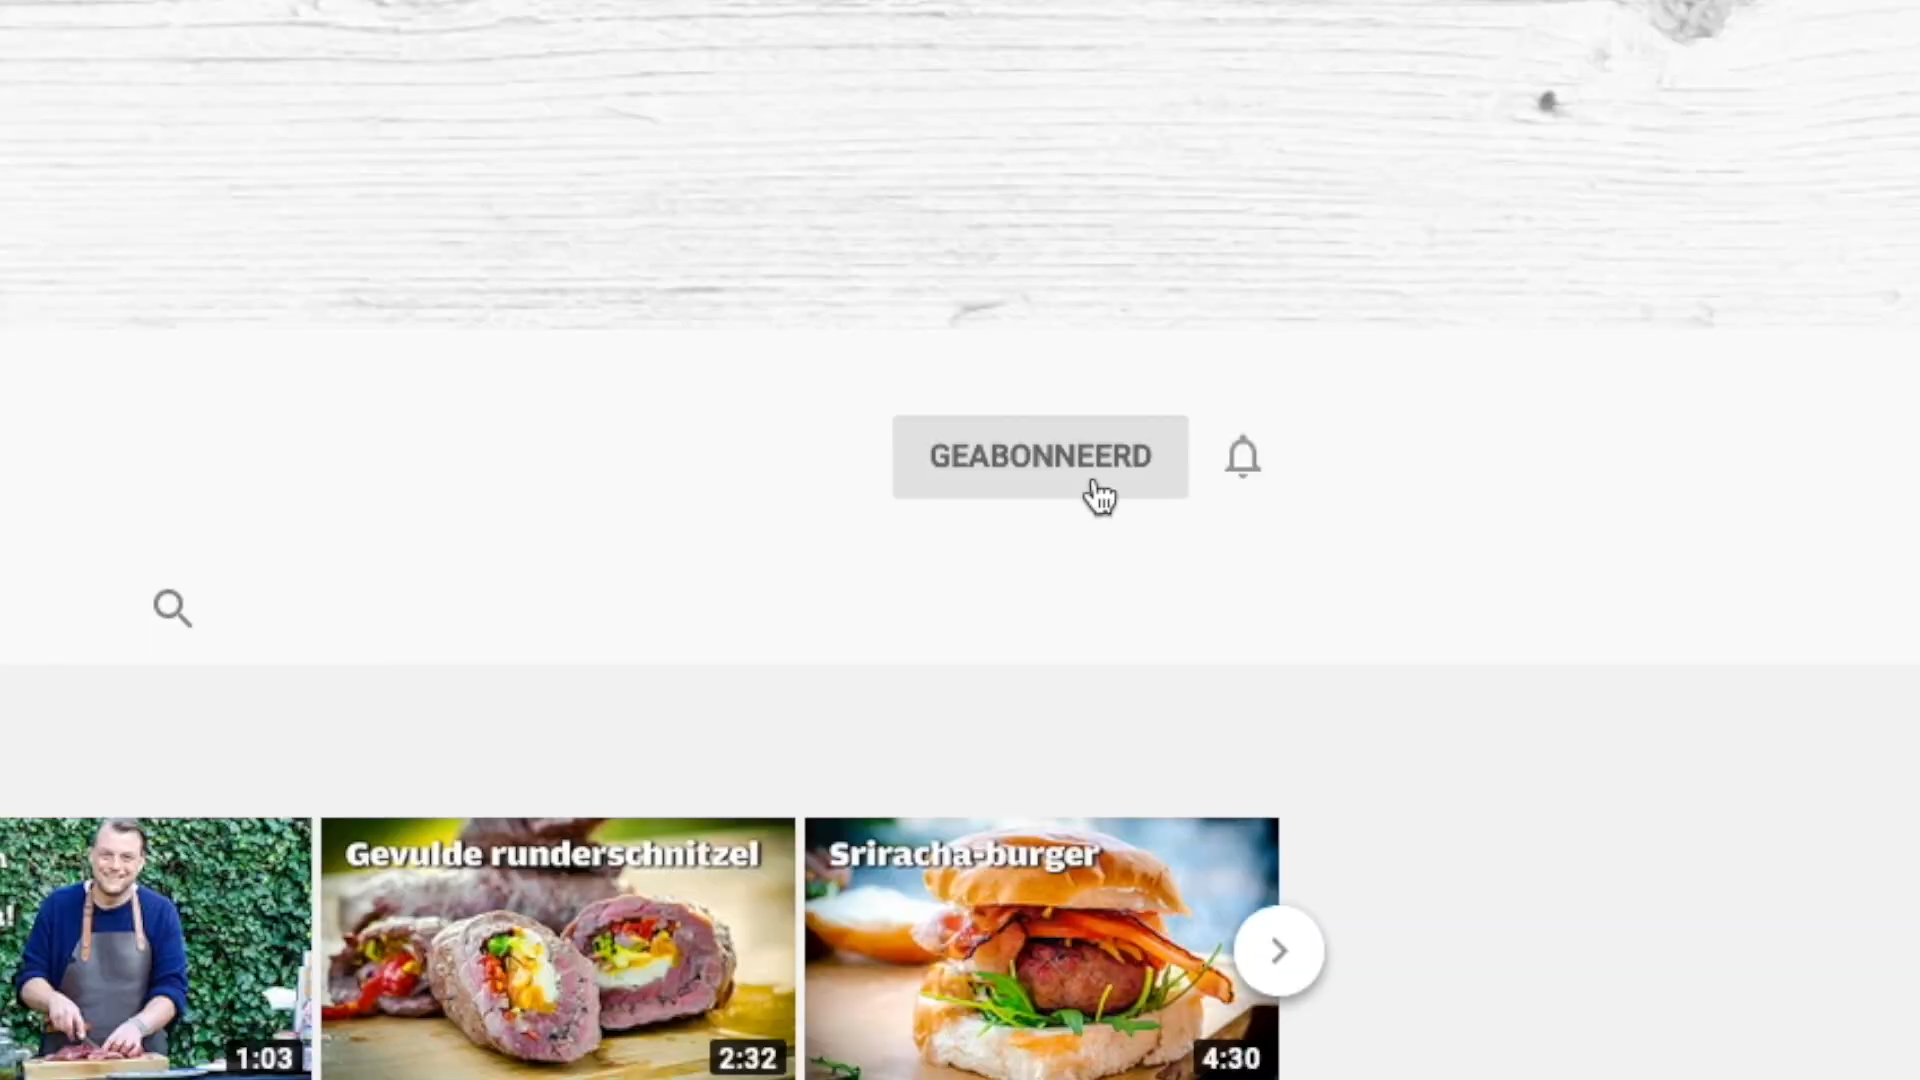 GEABONNEERD
Gevulde runderschnitzel
Sriracha-burger
1:03
2:32
4:30